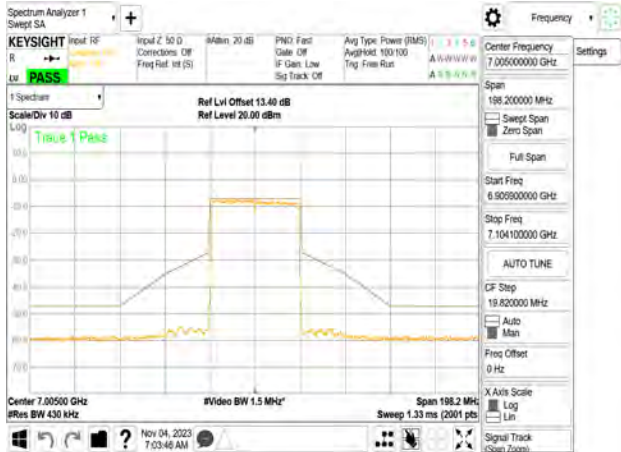 Spectrum Analyzer 1
Swept SA
+
Frequency
KEYSIGHT
Input: RF
R
PASS
Input Z: 50 Ω
Corrections: Off
Freq Ref: Int (S)
#Atten: 20 dB
PNO: Fast
Gate: Off
IF Gain: Low
Sig Track: Off
Avg Type: Power (RMS)
Avg|Hold: 100/100
Trig: Free Run
1 Spectrum
Scale/Div 10 dB
Ref Lvl Offset 13.40 dB
Ref Level 20.00 dBm
Log
Trace 1 Pass
Center 7.00500 GHz
#Res BW 430 kHz
#Video BW 1.5 MHz*
Span 198.2 MHz
Sweep 1.33 ms (2001 pts
Nov 04, 2023
7:03:46 AM
Center Frequency
7.005000000 GHz
Settings
Span
198.200000 MHz
Swept Span
Zero Span
Full Span
Start Freq
6.905900000 GHz
Stop Freq
7.104100000 GHz
AUTO TUNE
CF Step
19.820000 MHz
Auto
Man
Freq Offset
0 Hz
X Axis Scale
Log
Lin
Signal Track
(Span Zoom)